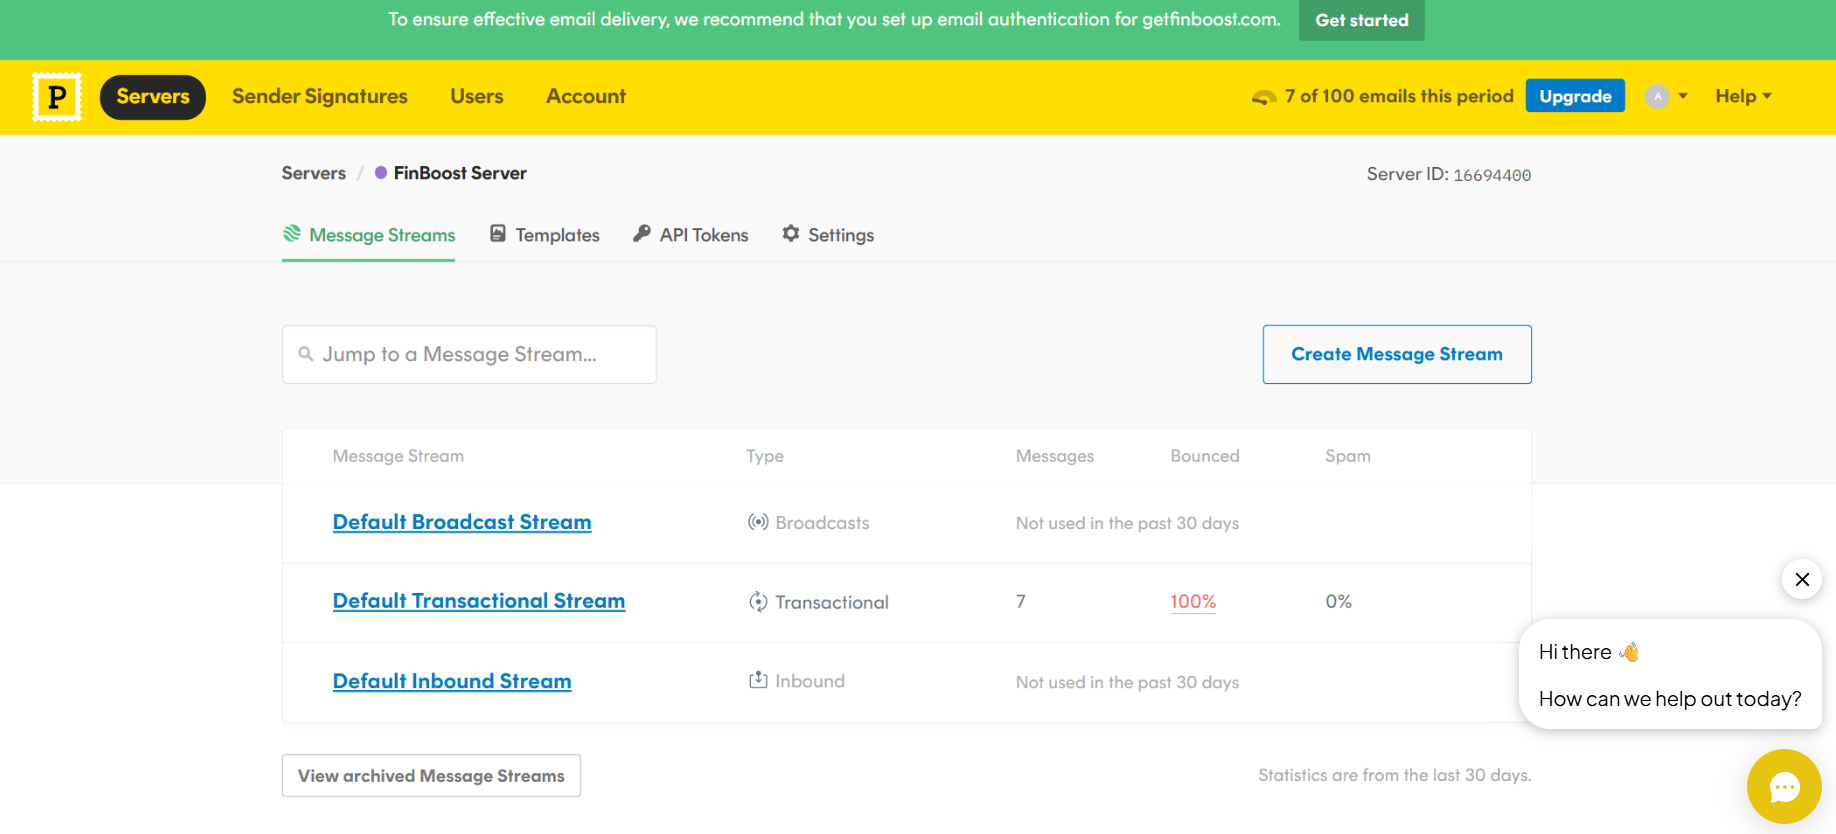 To ensure effective email delivery, we recommend that you set up email authentication for getfinboost.com. Get started
P Servers Sender Signatures Users Account 7 of 100 emails this period Upgrade A Help
Servers / FinBoost Server Server ID: 16694400
Message Streams Templates API Tokens Settings
Jump to a Message Stream... Create Message Stream
Message Stream Type Messages Bounced Spam
Default Broadcast Stream Broadcasts Not used in the past 30 days
Default Transactional Stream Transactional 7 100% 0%
Default Inbound Stream Inbound Not used in the past 30 days
Hi there 👋
How can we help out today?
View archived Message Streams Statistics are from the last 30 days.